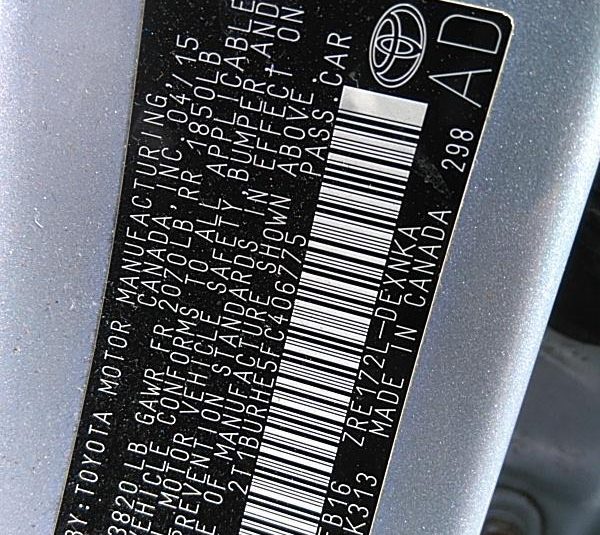 BY:TOYOTA MOTOR MANUFACTURING,
CANADA, INC. 04/15
3820 LB GAWR FR 2070LB, RR 1850LB
VEHICLE CONFORMS TO ALL APPLICABLE
MOTOR VEHICLE SAFETY BUMPER, AND
PREVENTION STANDARDS IN EFFECT ON
E OF MANUFACTURE SHOWN ABOVE.
2T1BURHE5FC406775 PASS. CAR
B16 ZRE172L-DEXNKA
K313 MADE IN CANADA 298
AD